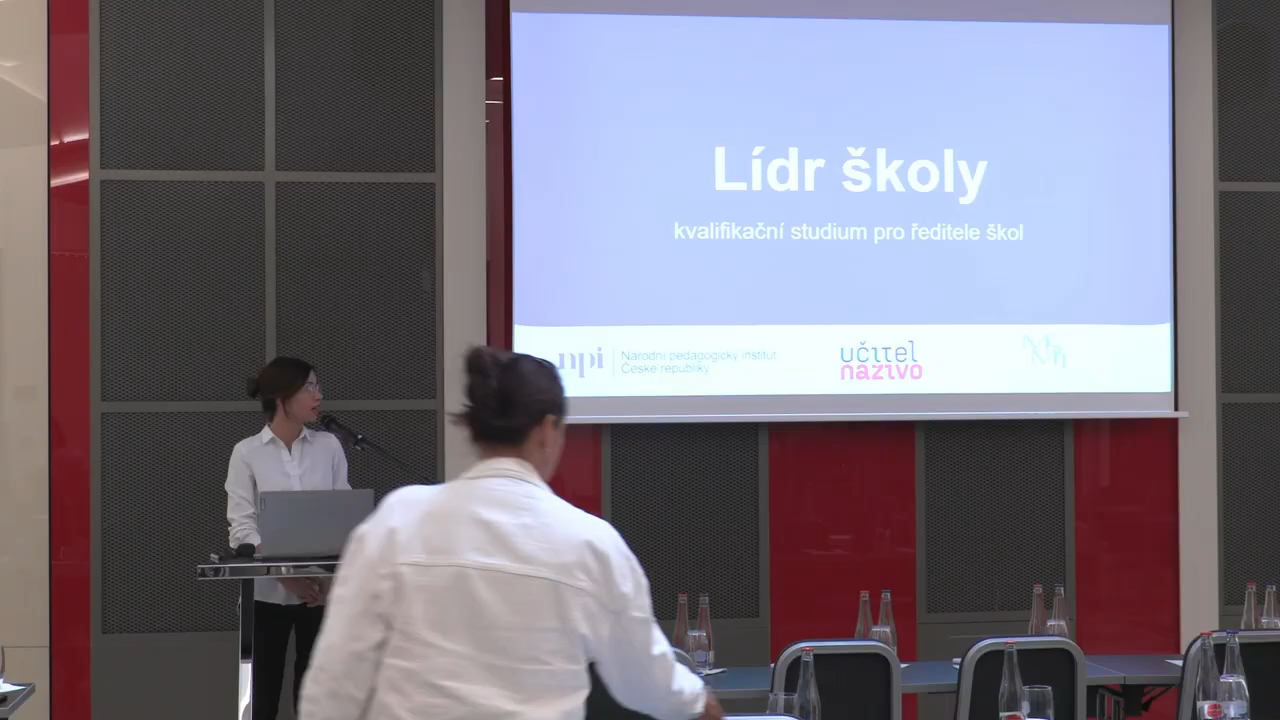 Lídr školy
kvalifikační studium pro ředitele škol
npi
Národní pedagogický institut
České republiky
učitel
naživo